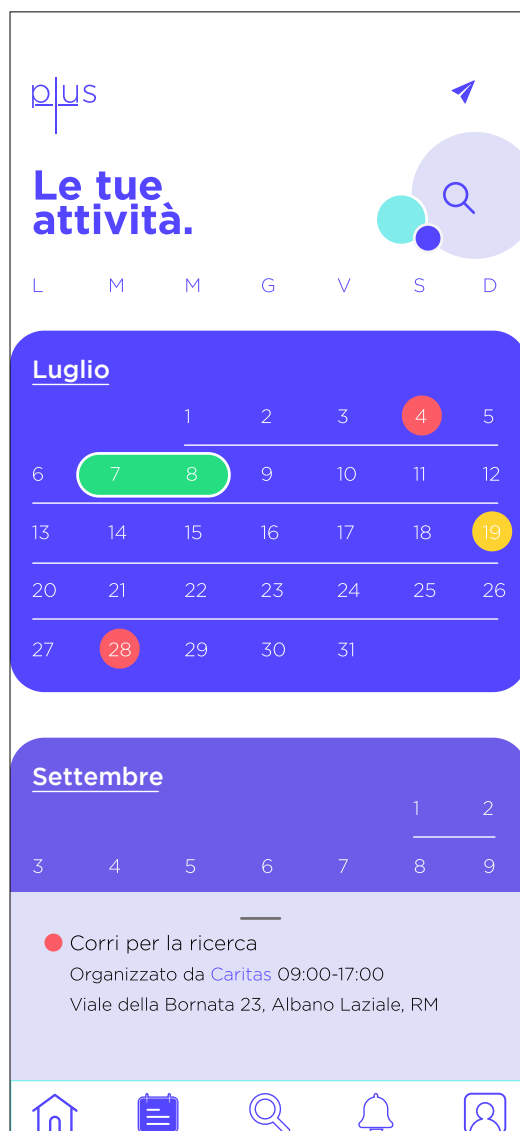 plus
Le tue
attività.
L M M G V S D
Luglio
1 2 3 4 5
6 7 8 9 10 11 12
13 14 15 16 17 18 19
20 21 22 23 24 25 26
27 28 29 30 31
Settembre
1 2
3 4 5 6 7 8 9
Corri per la ricerca
Organizzato da Caritas 09:00-17:00
Viale della Bornata 23, Albano Laziale, RM